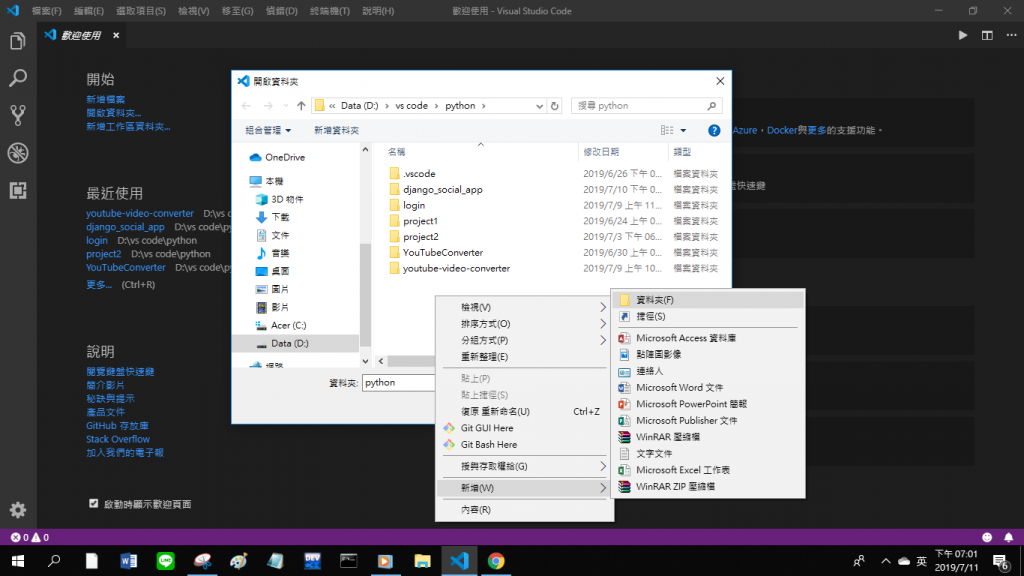 檔案(F) 編輯(E) 選取項目(S) 檢視(V) 移至(G) 偵錯(D) 終端機(T) 說明(H) 歡迎使用 - Visual Studio Code
歡迎使用
開始
新增檔案
開啟資料夾...
新增工作區資料夾...
最近使用
youtube-video-converter D:\vs c
django_social_app D:\vs code\py
login D:\vs code\python
project2 D:\vs code\python
YouTubeConverter D:\vs code\py
更多... (Ctrl+R)
說明
閱覽鍵盤快速鍵
簡介影片
秘訣與提示
產品文件
GitHub 存放庫
Stack Overflow
加入我們的電子報
啟動時顯示歡迎頁面
Azure，Docker與更多的支援功能。
快速鍵
開啟資料夾
« Data (D:) › vs code › python ›
搜尋 python
組合管理 新增資料夾
OneDrive
本機
3D 物件
下載
文件
音樂
桌面
圖片
影片
Acer (C:)
Data (D:)
網路
名稱 修改日期 類型
.vscode 2019/6/26 下午 0... 檔案資料夾
django_social_app 2019/7/10 下午 0... 檔案資料夾
login 2019/7/9 上午 11... 檔案資料夾
project1 2019/6/24 上午 0... 檔案資料夾
project2 2019/7/3 下午 06... 檔案資料夾
YouTubeConverter 2019/6/30 上午 0... 檔案資料夾
youtube-video-converter 2019/7/9 上午 10... 檔案資料夾
資料夾: python
檢視(V)
排序方式(O)
分組方式(P)
重新整理(E)
貼上(P)
貼上捷徑(S)
復原 重新命名(U) Ctrl+Z
Git GUI Here
Git Bash Here
授與存取權給(G)
新增(W)
內容(R)
資料夾(F)
捷徑(S)
Microsoft Access 資料庫
點陣圖影像
連絡人
Microsoft Word 文件
Microsoft PowerPoint 簡報
Microsoft Publisher 文件
WinRAR 壓縮檔
文字文件
Microsoft Excel 工作表
WinRAR ZIP 壓縮檔
0 0
英
下午 07:01
2019/7/11
6